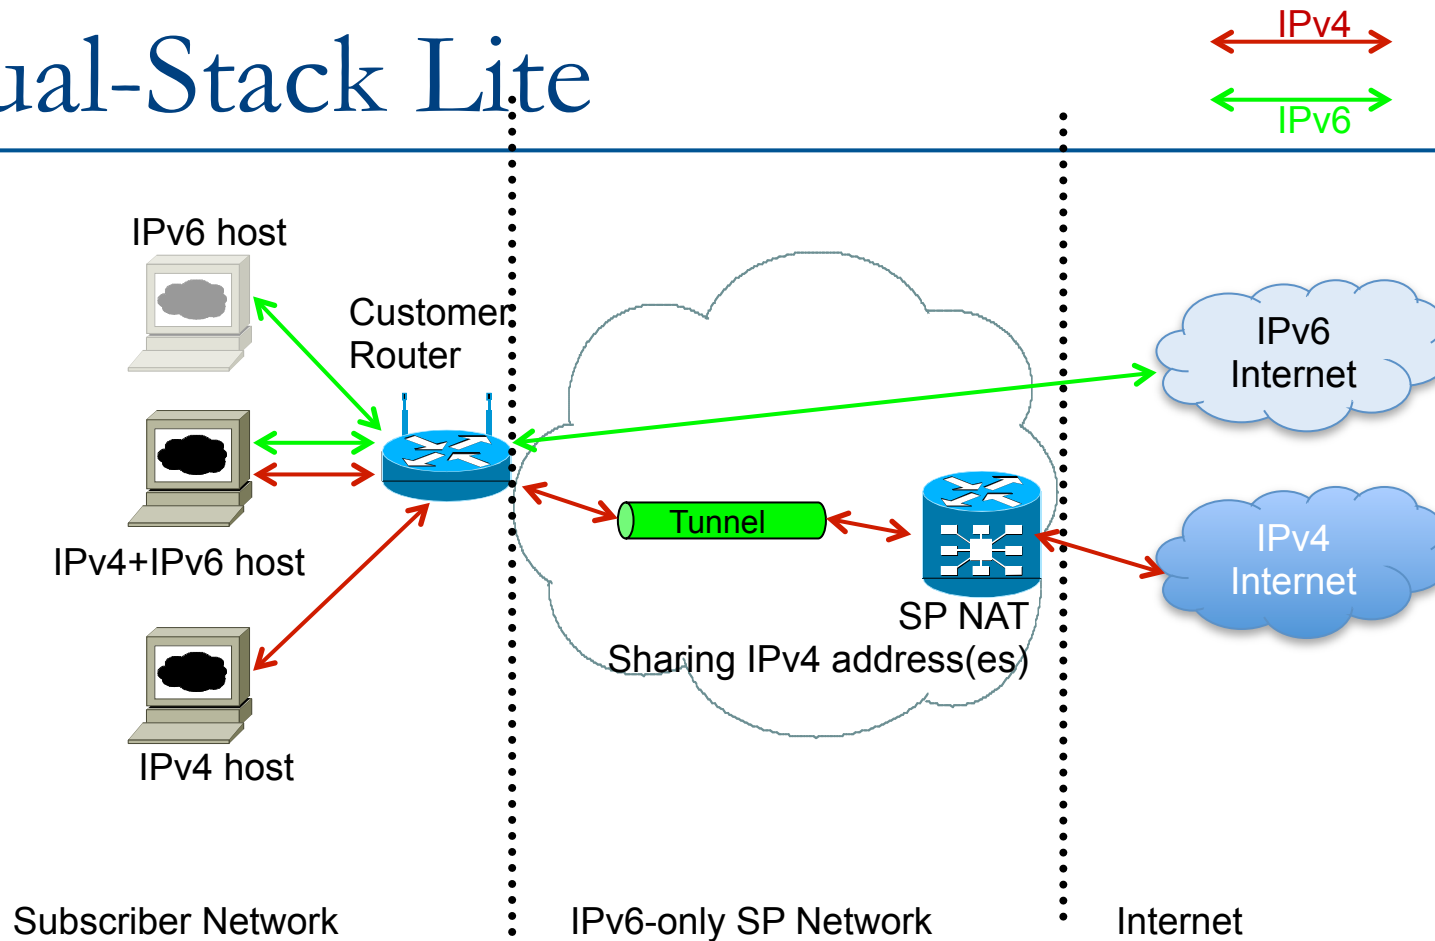 ual-Stack Lite
IPv4
IPv6
IPv6 host
Customer
Router
IPv4+IPv6 host
IPv4 host
Tunnel
SP NAT
Sharing IPv4 address(es)
IPv6
Internet
IPv4
Internet
Subscriber Network
IPv6-only SP Network
Internet